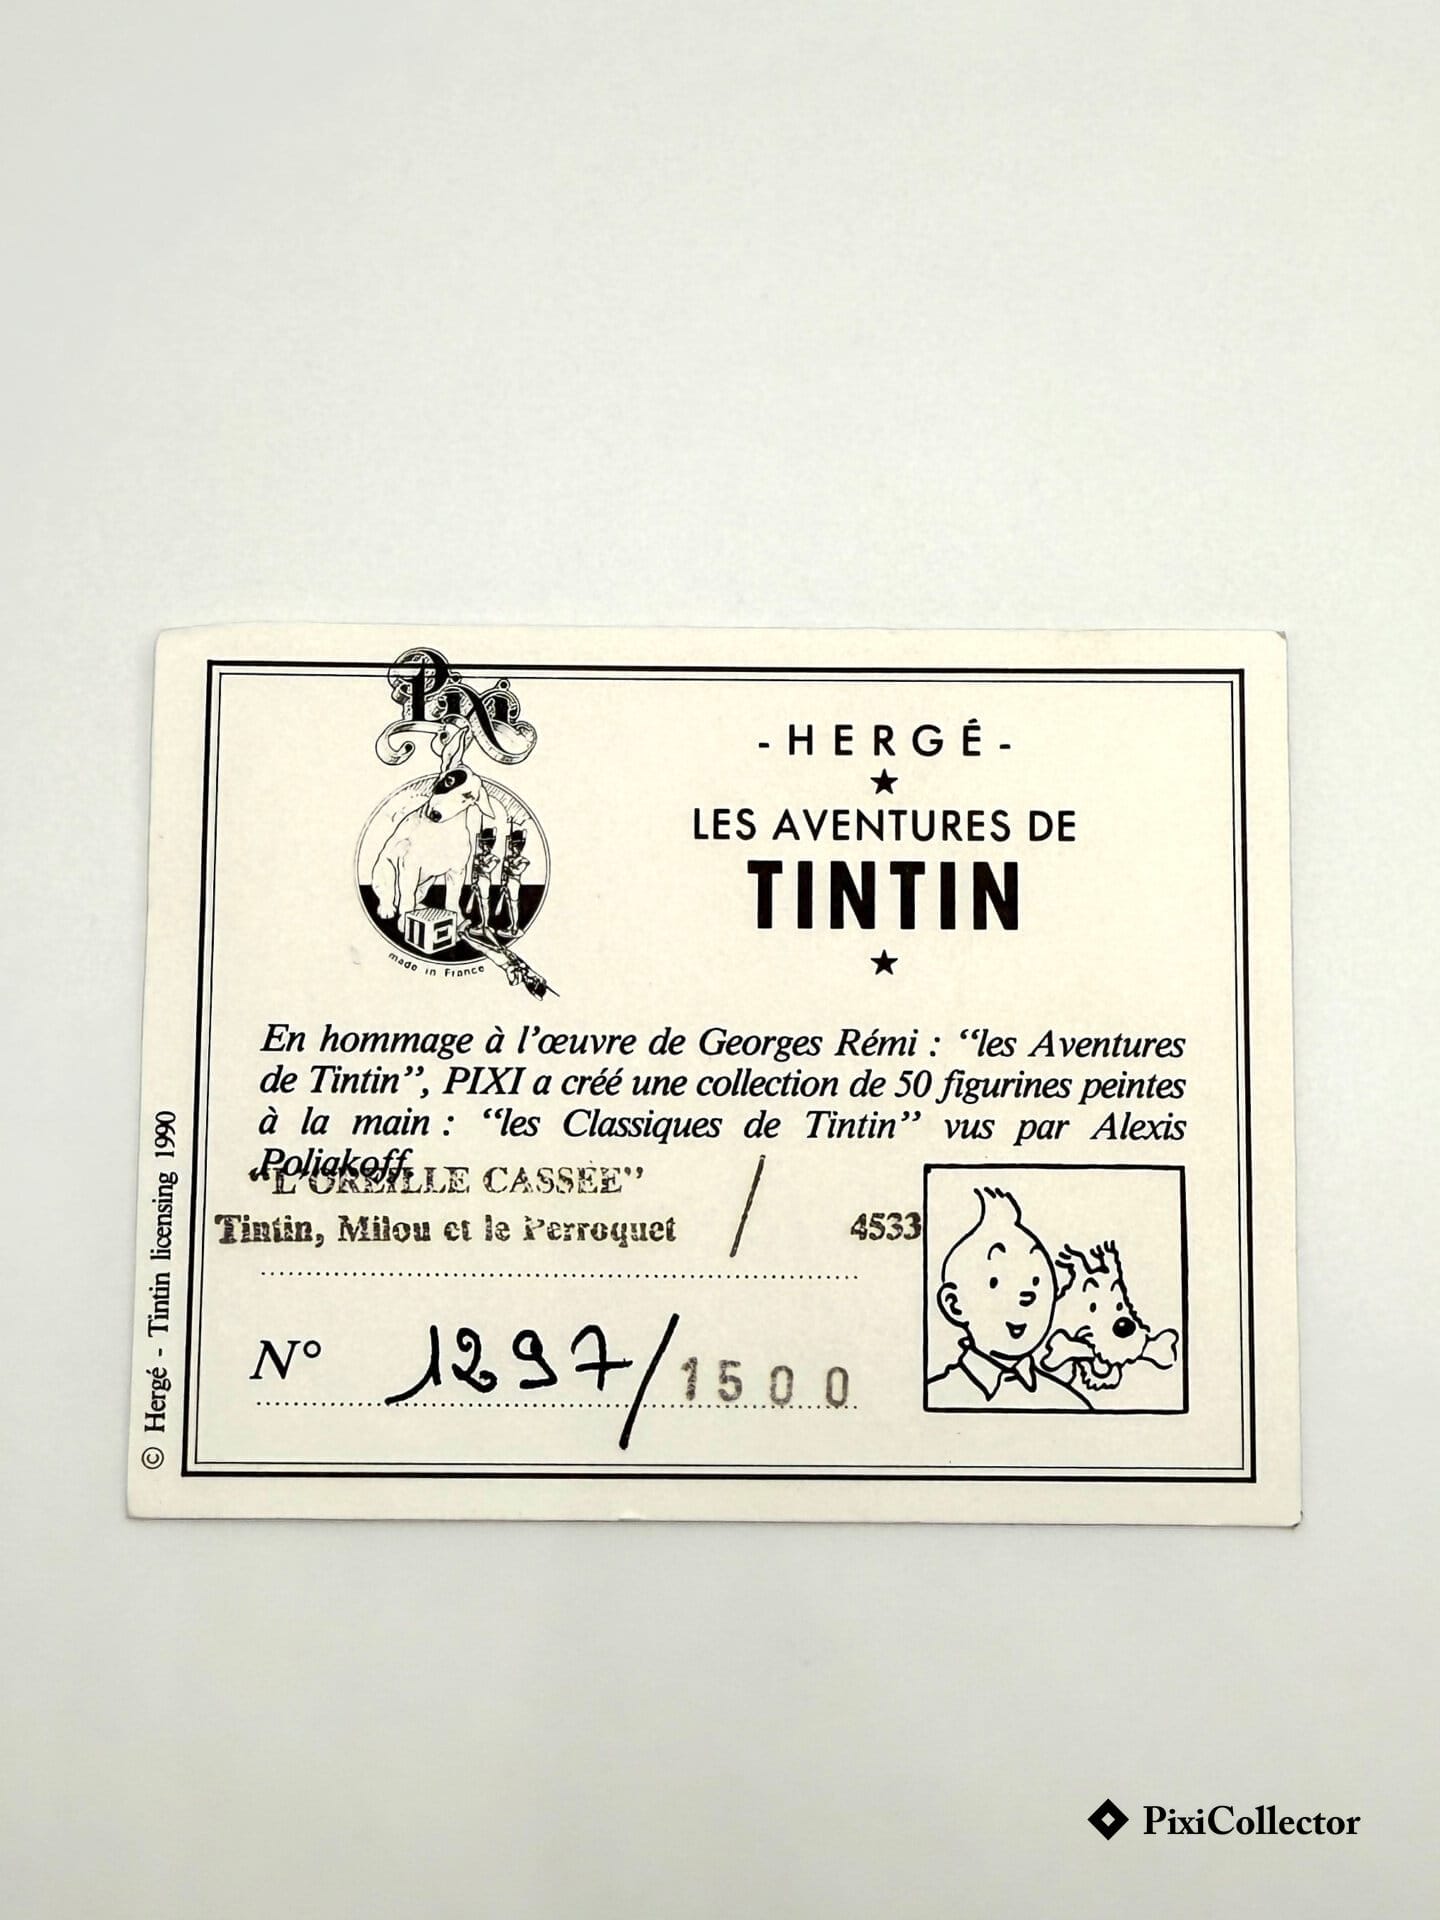 Pixi
made in France
- HERGÉ -
LES AVENTURES DE
TINTIN
En hommage à l'œuvre de Georges Rémi : “les Aventures
de Tintin”, PIXI a créé une collection de 50 figurines peintes
à la main : “les Classiques de Tintin” vus par Alexis
Poliakoff.
“L'OREILLE CASSÉE”
Tintin, Milou et le Perroquet / 4533
N° 1297/1500
© Hergé - Tintin licensing 1990
PixiCollector